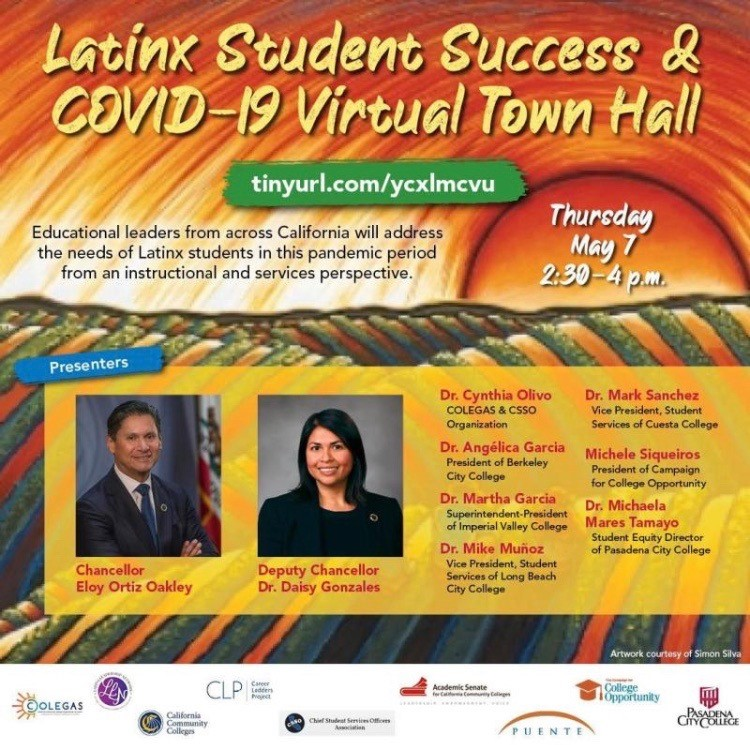 Latinx Student Success &
COVID-19 Virtual Town Hall
tinyurl.com/ycxlmcvu
Educational leaders from across California will address
the needs of Latinx students in this pandemic period
from an instructional and services perspective.
Thursday
May 7
2:30-4 p.m.
Presenters
Chancellor
Eloy Ortiz Oakley
Deputy Chancellor
Dr. Daisy Gonzales
Dr. Cynthia Olivo
COLEGAS & CSSO
Organization
Dr. Angélica Garcia
President of Berkeley
City College
Dr. Martha Garcia
Superintendent-President
of Imperial Valley College
Dr. Mike Muñoz
Vice President, Student
Services of Long Beach
City College
Dr. Mark Sanchez
Vice President, Student
Services of Cuesta College
Michele Siqueiros
President of Campaign
for College Opportunity
Dr. Michaela
Mares Tamayo
Student Equity Director
of Pasadena City College
Artwork courtesy of Simon Silva
COLEGAS
LLN
California
Community
Colleges
CLP
Career
Ladders
Project
CSSO
Chief Student Services Officers
Association
Academic Senate
for California Community Colleges
LEADERSHIP. EMPOWERMENT. VOICE.
College
Opportunity
PUENTE
PASADENA
CITY COLLEGE